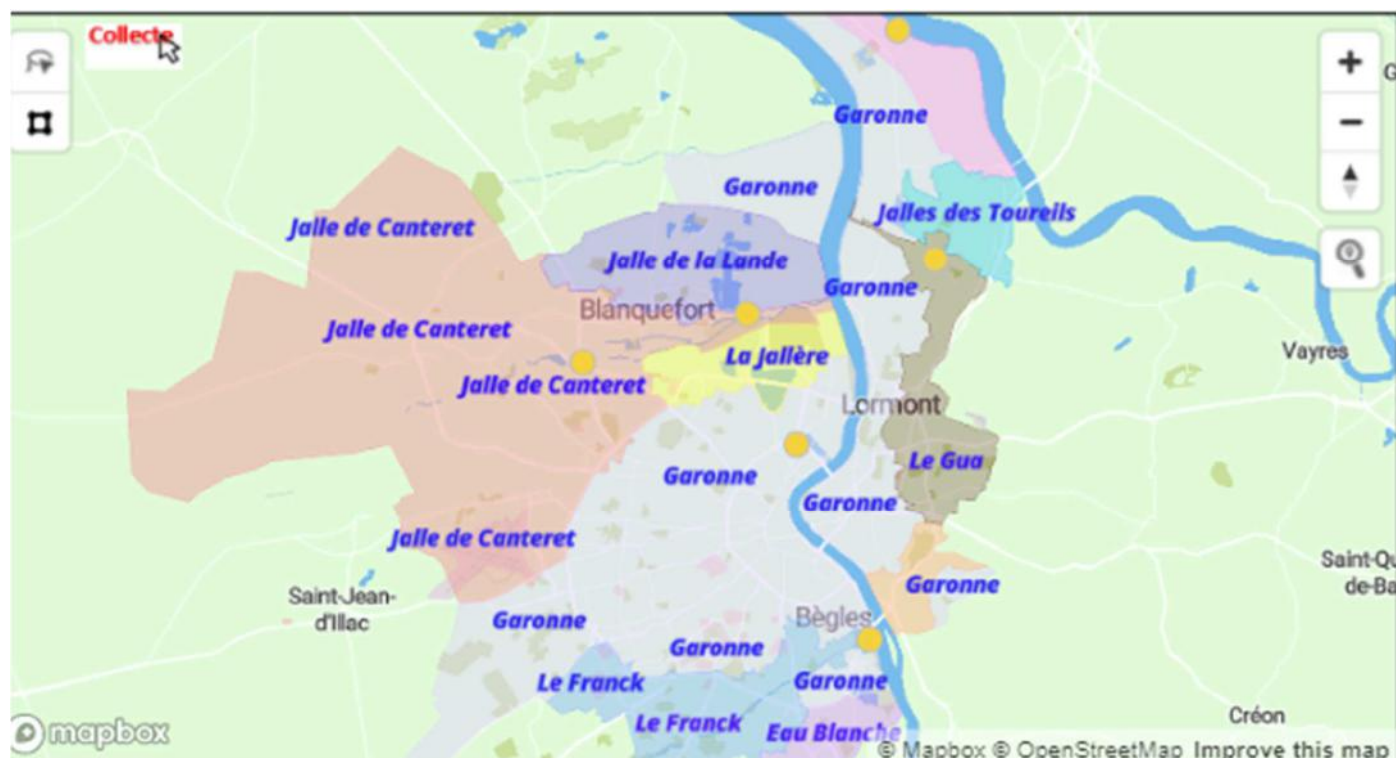 Collecte
G
Garonne
Garonne
Jalles des Toureils
Jalle de Canteret
Jalle de la Lande
Garonne
Blanquefort
Jalle de Canteret
La Jallère
Vayres
Jalle de Canteret
Lormont
Le Gua
Garonne
Garonne
Jalle de Canteret
Saint-Qu
de-Ba
Garonne
Saint-Jean-
d'Illac
Garonne
Bègles
Garonne
Le Franck
Garonne
Le Franck
Eau Blanche
Créon
mapbox
© Mapbox © OpenStreetMap Improve this map